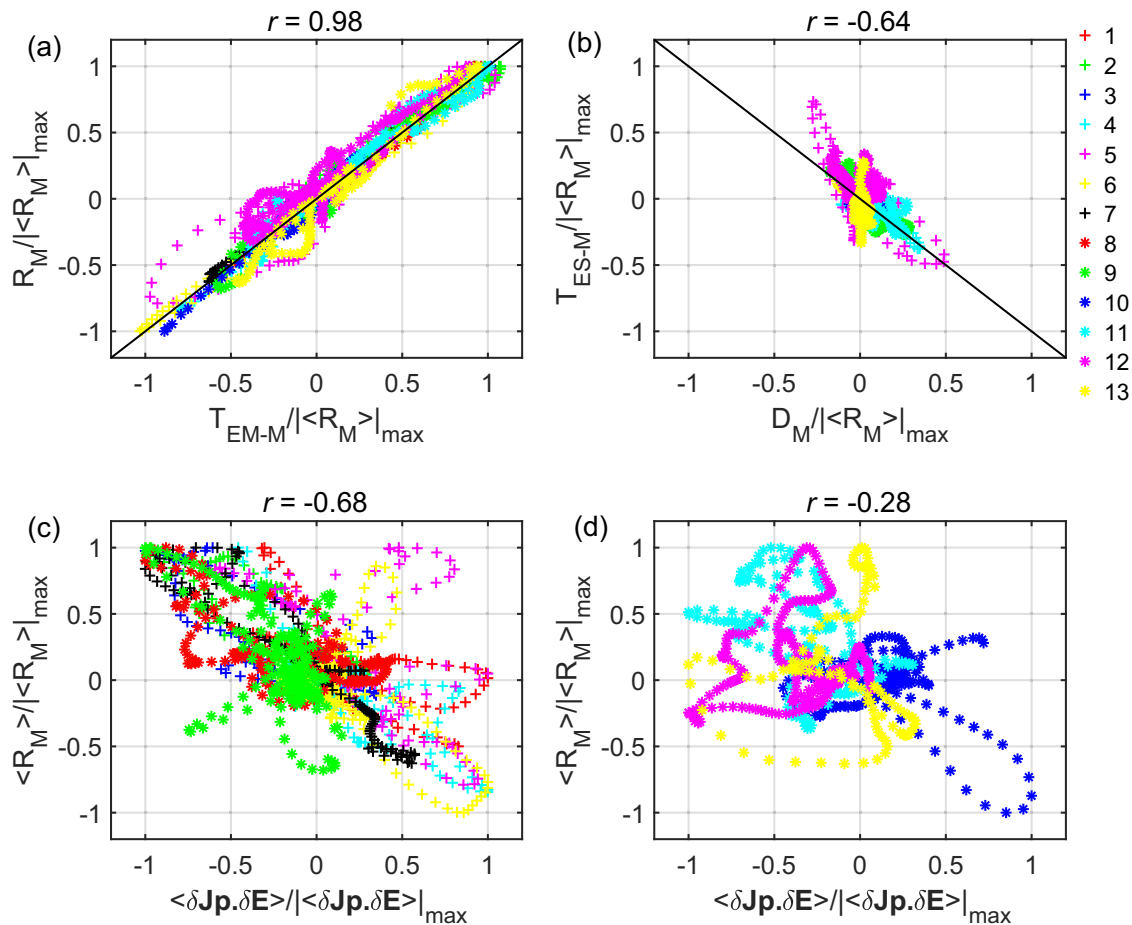 r = 0.98
(a)
1
0.5
0
-0.5
-1
R_M/|<R_M>|_max
-1 -0.5 0 0.5 1
T_EM-M/|<R_M>|_max
r = -0.64
(b)
1
0.5
0
-0.5
-1
T_ES-M/|<R_M>|_max
-1 -0.5 0 0.5 1
D_M/|<R_M>|_max
1
2
3
4
5
6
7
8
9
10
11
12
13
r = -0.68
(c)
1
0.5
0
-0.5
-1
<R_M>/|<R_M>|_max
-1 -0.5 0 0.5 1
<δJp.δE>/|<δJp.δE>|_max
r = -0.28
(d)
1
0.5
0
-0.5
-1
<R_M>/|<R_M>|_max
-1 -0.5 0 0.5 1
<δJp.δE>/|<δJp.δE>|_max